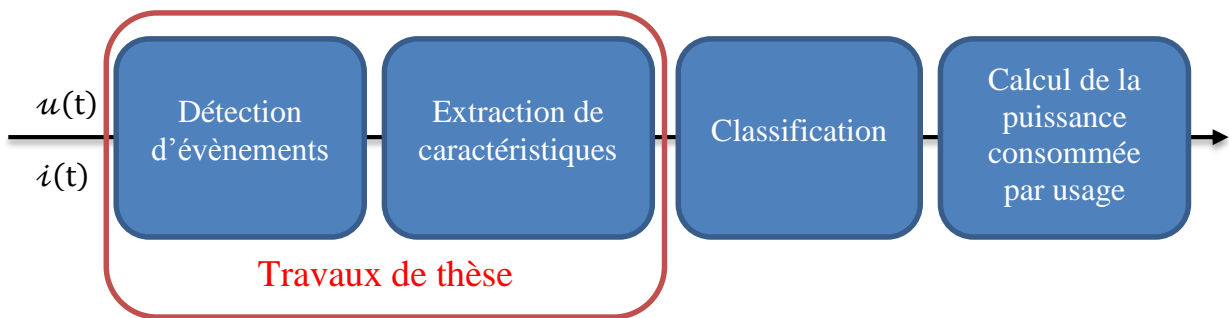 u(t)
i(t)
Détection
d’évènements
Extraction de
caractéristiques
Classification
Calcul de la
puissance
consommée
par usage
Travaux de thèse